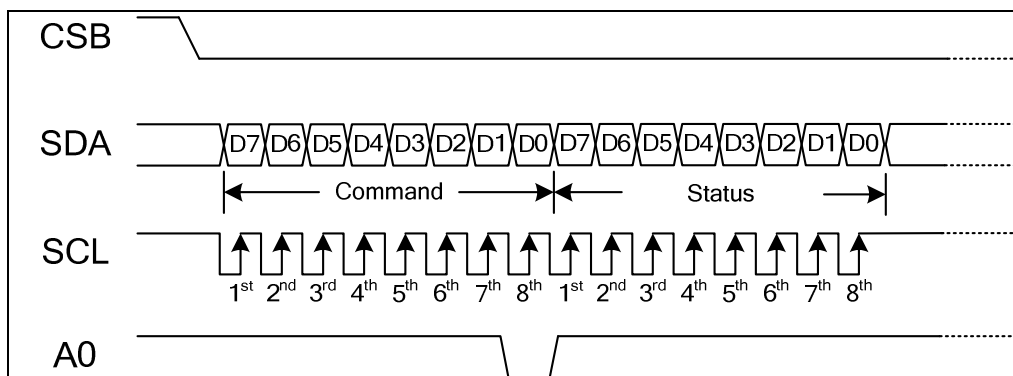 CSB
SDA D7 D6 D5 D4 D3 D2 D1 D0 D7 D6 D5 D4 D3 D2 D1 D0
Command Status
SCL
1st 2nd 3rd 4th 5th 6th 7th 8th 1st 2nd 3rd 4th 5th 6th 7th 8th
A0